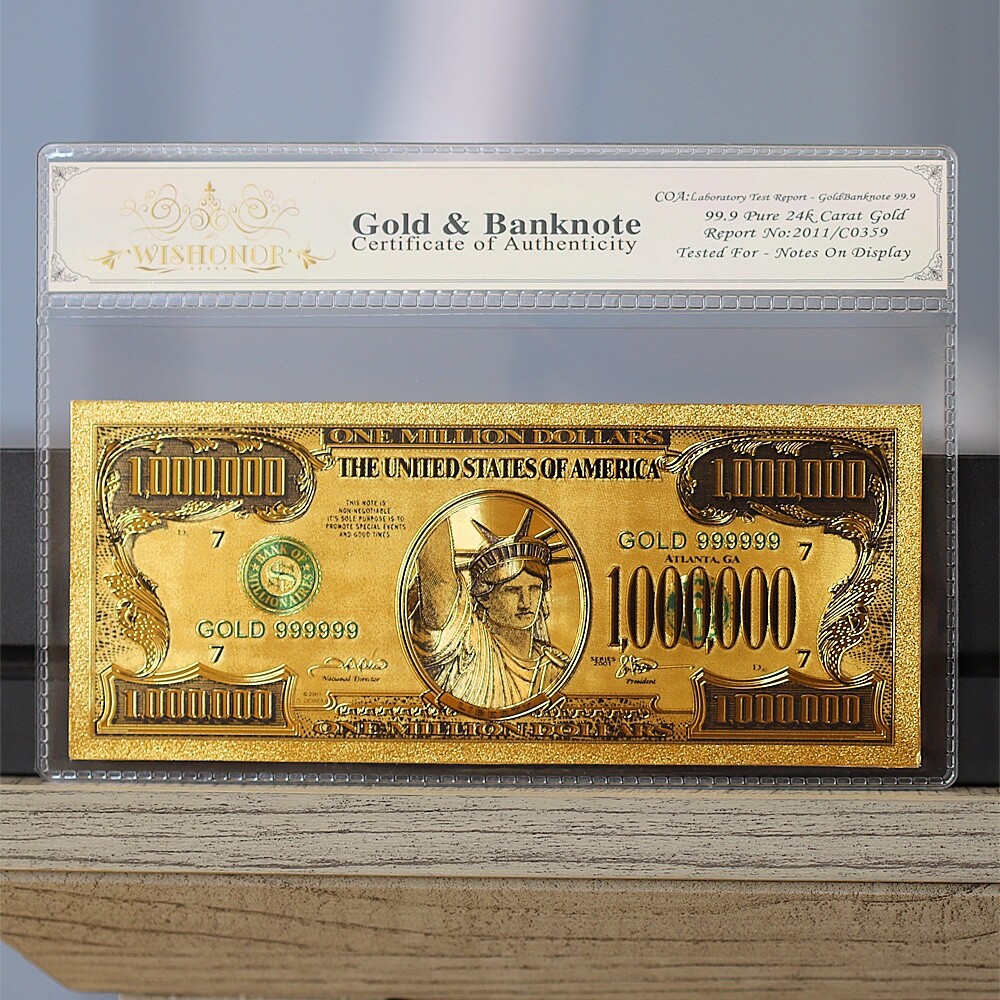 WISHONOR
Gold & Banknote
Certificate of Authenticity
COA:Laboratory Test Report - GoldBanknote 99.9
99.9 Pure 24k Carat Gold
Report No:2011/C0359
Tested For - Notes On Display
ONE MILLION DOLLARS
THE UNITED STATES OF AMERICA
1,000,000
1,000,000
THIS NOTE IS
NON-NEGOTIABLE
IT'S SOLE PURPOSE IS TO
PROMOTE SPECIAL EVENTS
AND GOOD TIMES
7
BANK OF
MILLIONAIRES
$
GOLD 999999
7
GOLD 999999
7
ATLANTA, GA
1,000,000
SERIES
National Director
President
7
1,000,000
1,000,000
ONE MILLION DOLLARS